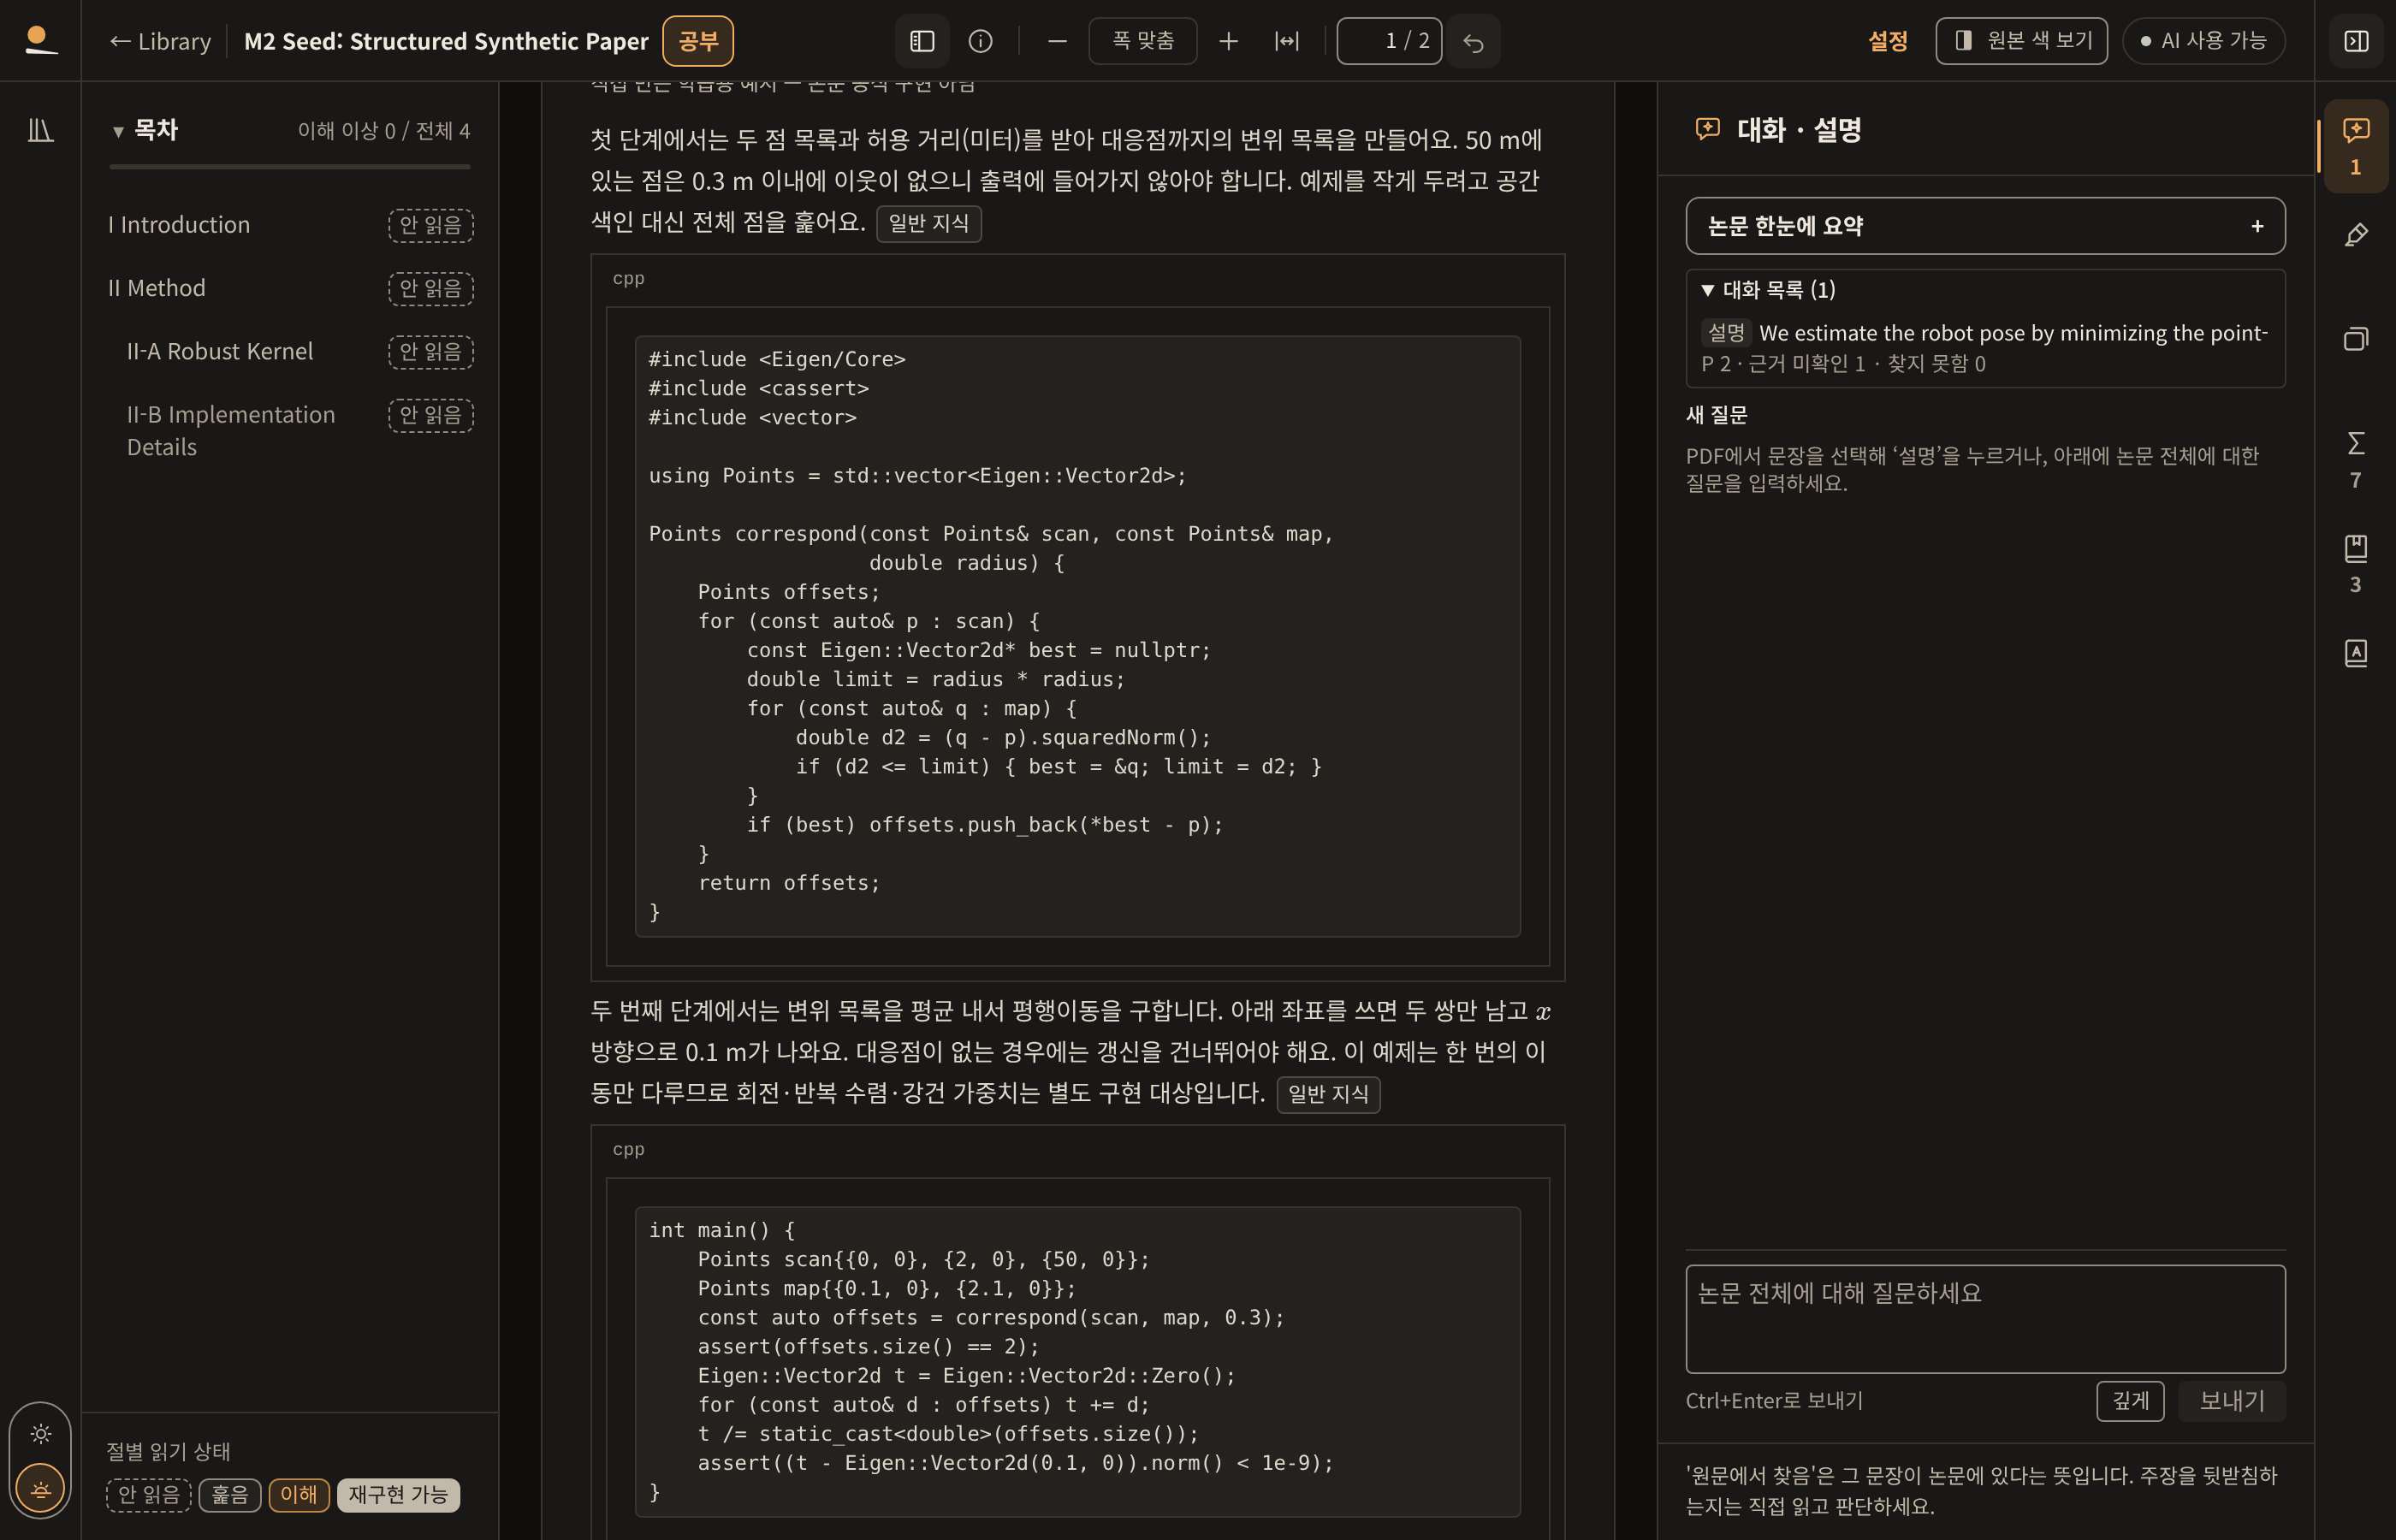 ← Library
M2 Seed: Structured Synthetic Paper
공부
폭 맞춤
1 / 2
설정
원본 색 보기
AI 사용 가능
▼ 목차
이해 이상 0 / 전체 4
I Introduction
안 읽음
II Method
안 읽음
II-A Robust Kernel
안 읽음
II-B Implementation
Details
안 읽음
절별 읽기 상태
안 읽음
훑음
이해
재구현 가능
직접 만든 학습용 예시 — 논문 공식 구현 아님
첫 단계에서는 두 점 목록과 허용 거리(미터)를 받아 대응점까지의 변위 목록을 만들어요. 50 m에
있는 점은 0.3 m 이내에 이웃이 없으니 출력에 들어가지 않아야 합니다. 예제를 작게 두려고 공간
색인 대신 전체 점을 훑어요. 일반 지식
cpp
#include <Eigen/Core>
#include <cassert>
#include <vector>
using Points = std::vector<Eigen::Vector2d>;
Points correspond(const Points& scan, const Points& map,
                  double radius) {
    Points offsets;
    for (const auto& p : scan) {
        const Eigen::Vector2d* best = nullptr;
        double limit = radius * radius;
        for (const auto& q : map) {
            double d2 = (q - p).squaredNorm();
            if (d2 <= limit) { best = &q; limit = d2; }
        }
        if (best) offsets.push_back(*best - p);
    }
    return offsets;
}
두 번째 단계에서는 변위 목록을 평균 내서 평행이동을 구합니다. 아래 좌표를 쓰면 두 쌍만 남고 x
방향으로 0.1 m가 나와요. 대응점이 없는 경우에는 갱신을 건너뛰어야 해요. 이 예제는 한 번의 이
동만 다루므로 회전·반복 수렴·강건 가중치는 별도 구현 대상입니다. 일반 지식
cpp
int main() {
    Points scan{{0, 0}, {2, 0}, {50, 0}};
    Points map{{0.1, 0}, {2.1, 0}};
    const auto offsets = correspond(scan, map, 0.3);
    assert(offsets.size() == 2);
    Eigen::Vector2d t = Eigen::Vector2d::Zero();
    for (const auto& d : offsets) t += d;
    t /= static_cast<double>(offsets.size());
    assert((t - Eigen::Vector2d(0.1, 0)).norm() < 1e-9);
}
대화 · 설명
논문 한눈에 요약 +
▼ 대화 목록 (1)
설명 We estimate the robot pose by minimizing the point-
P 2 · 근거 미확인 1 · 찾지 못함 0
새 질문
PDF에서 문장을 선택해 ‘설명’을 누르거나, 아래에 논문 전체에 대한
질문을 입력하세요.
논문 전체에 대해 질문하세요
Ctrl+Enter로 보내기
깊게
보내기
'원문에서 찾음'은 그 문장이 논문에 있다는 뜻입니다. 주장을 뒷받침하
는지는 직접 읽고 판단하세요.
1
Σ
7
3
A